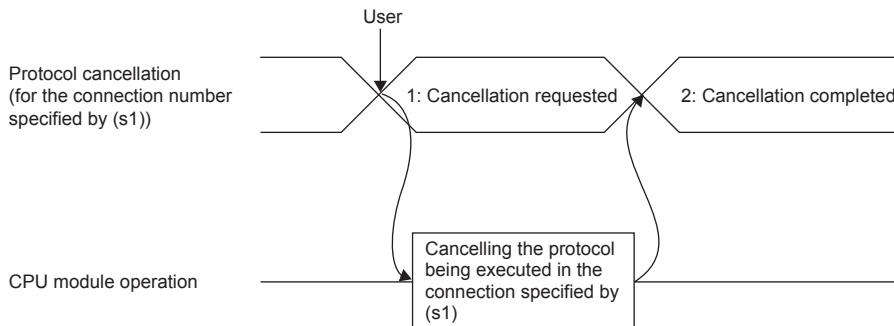 User
Protocol cancellation
(for the connection number
specified by (s1))
1: Cancellation requested
2: Cancellation completed
CPU module operation
Cancelling the protocol
being executed in the
connection specified by
(s1)